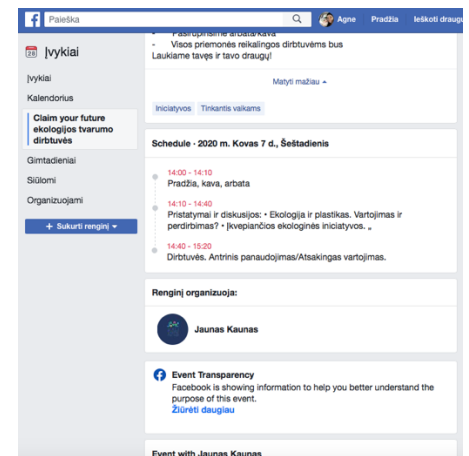 Paieška
Agne
Pradžia
Ieškoti draugų
Įvykiai
Įvykiai
Kalendorius
Claim your future
ekologijos tvarumo
dirbtuvės
Gimtadieniai
Siūlomi
Organizuojami
+ Sukurti renginį
- Pasirūpinsime arbata/kava
- Visos priemonės reikalingos dirbtuvėms bus
Laukiame tavęs ir tavo draugų!
Matyti mažiau
Iniciatyvos
Tinkantis vaikams
Schedule · 2020 m. Kovas 7 d., Šeštadienis
14:00 - 14:10
Pradžia, kava, arbata
14:10 - 14:40
Pristatymai ir diskusijos: • Ekologija ir plastikas. Vartojimas ir
perdirbimas? • Įkvepiančios ekologinės iniciatyvos. „
14:40 - 15:20
Dirbtuvės. Antrinis panaudojimas/Atsakingas vartojimas.
Renginį organizuoja:
Jaunas Kaunas
Event Transparency
Facebook is showing information to help you better understand the
purpose of this event.
Žiūrėti daugiau
Event with Jaunas Kaunas